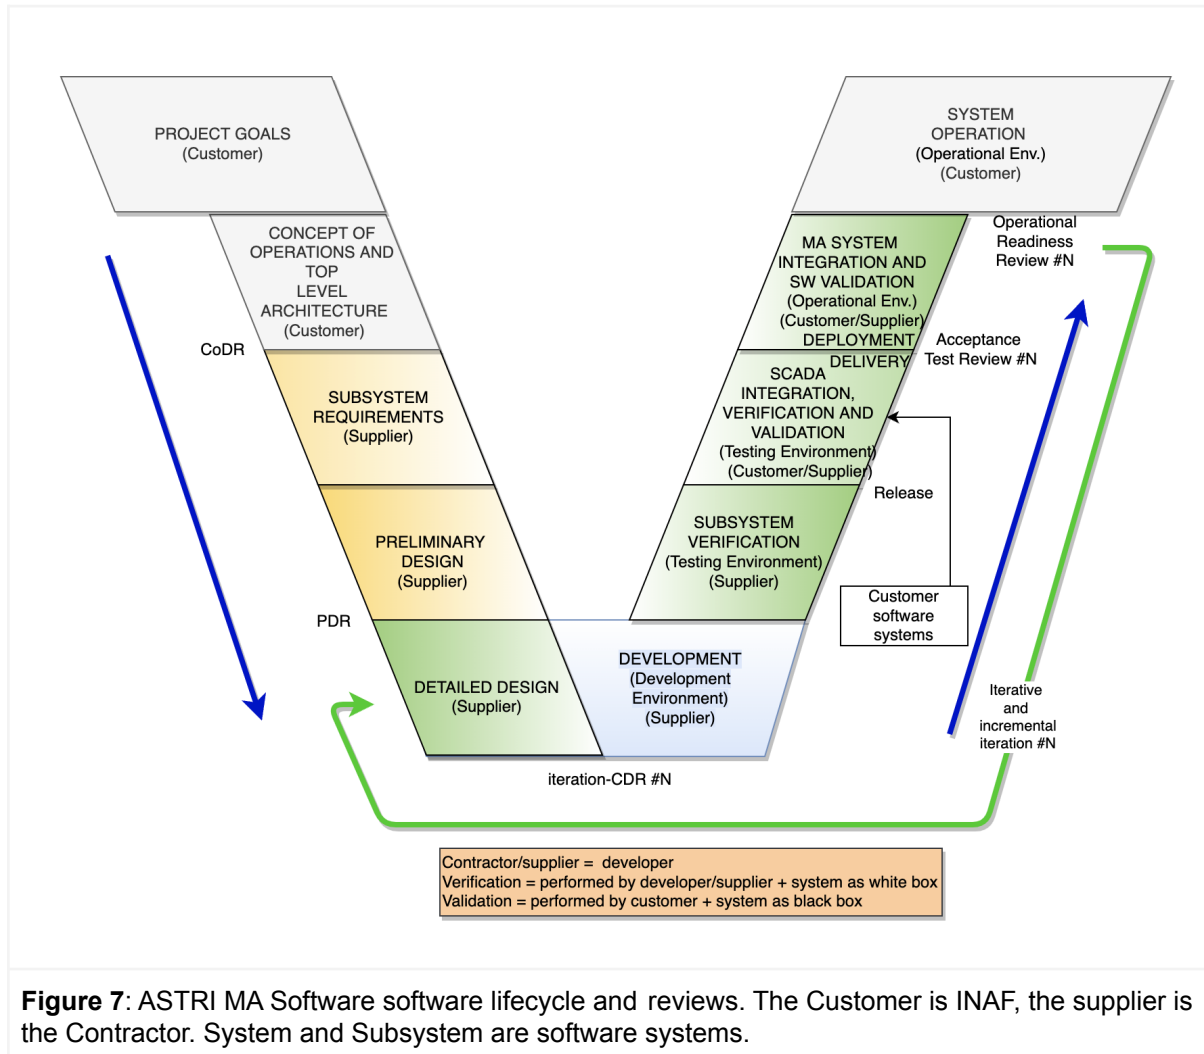 PROJECT GOALS
(Customer)
SYSTEM
OPERATION
(Operational Env.)
(Customer)
CONCEPT OF
OPERATIONS AND
TOP
LEVEL
ARCHITECTURE
(Customer)
MA SYSTEM
INTEGRATION AND
SW VALIDATION
(Operational Env.)
(Customer/Supplier)
DEPLOYMENT
Operational
Readiness
Review #N
CoDR
Acceptance
Test Review #N
SUBSYSTEM
REQUIREMENTS
(Supplier)
DELIVERY
SCADA
INTEGRATION,
VERIFICATION AND
VALIDATION
(Testing Environment)
(Customer/Supplier)
Release
PRELIMINARY
DESIGN
(Supplier)
SUBSYSTEM
VERIFICATION
(Testing Environment)
(Supplier)
Customer
software
systems
PDR
DETAILED DESIGN
(Supplier)
DEVELOPMENT
(Development
Environment)
(Supplier)
Iterative
and
incremental
iteration #N
iteration-CDR #N
Contractor/supplier = developer
Verification = performed by developer/supplier + system as white box
Validation = performed by customer + system as black box
Figure 7: ASTRI MA Software software lifecycle and reviews. The Customer is INAF, the supplier is
the Contractor. System and Subsystem are software systems.